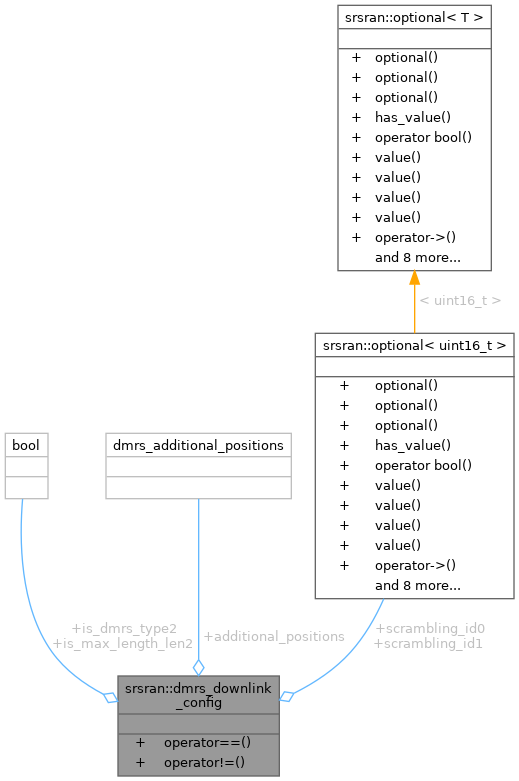 srsran::optional< T >
+ optional()
+ optional()
+ optional()
+ has_value()
+ operator bool()
+ value()
+ value()
+ value()
+ value()
+ operator->()
and 8 more...
< uint16_t >
srsran::optional< uint16_t >
+ optional()
+ optional()
+ optional()
+ has_value()
+ operator bool()
+ value()
+ value()
+ value()
+ value()
+ operator->()
and 8 more...
bool
dmrs_additional_positions
+is_dmrs_type2
+is_max_length_len2
+additional_positions
+scrambling_id0
+scrambling_id1
srsran::dmrs_downlink
_config
+ operator==()
+ operator!=()